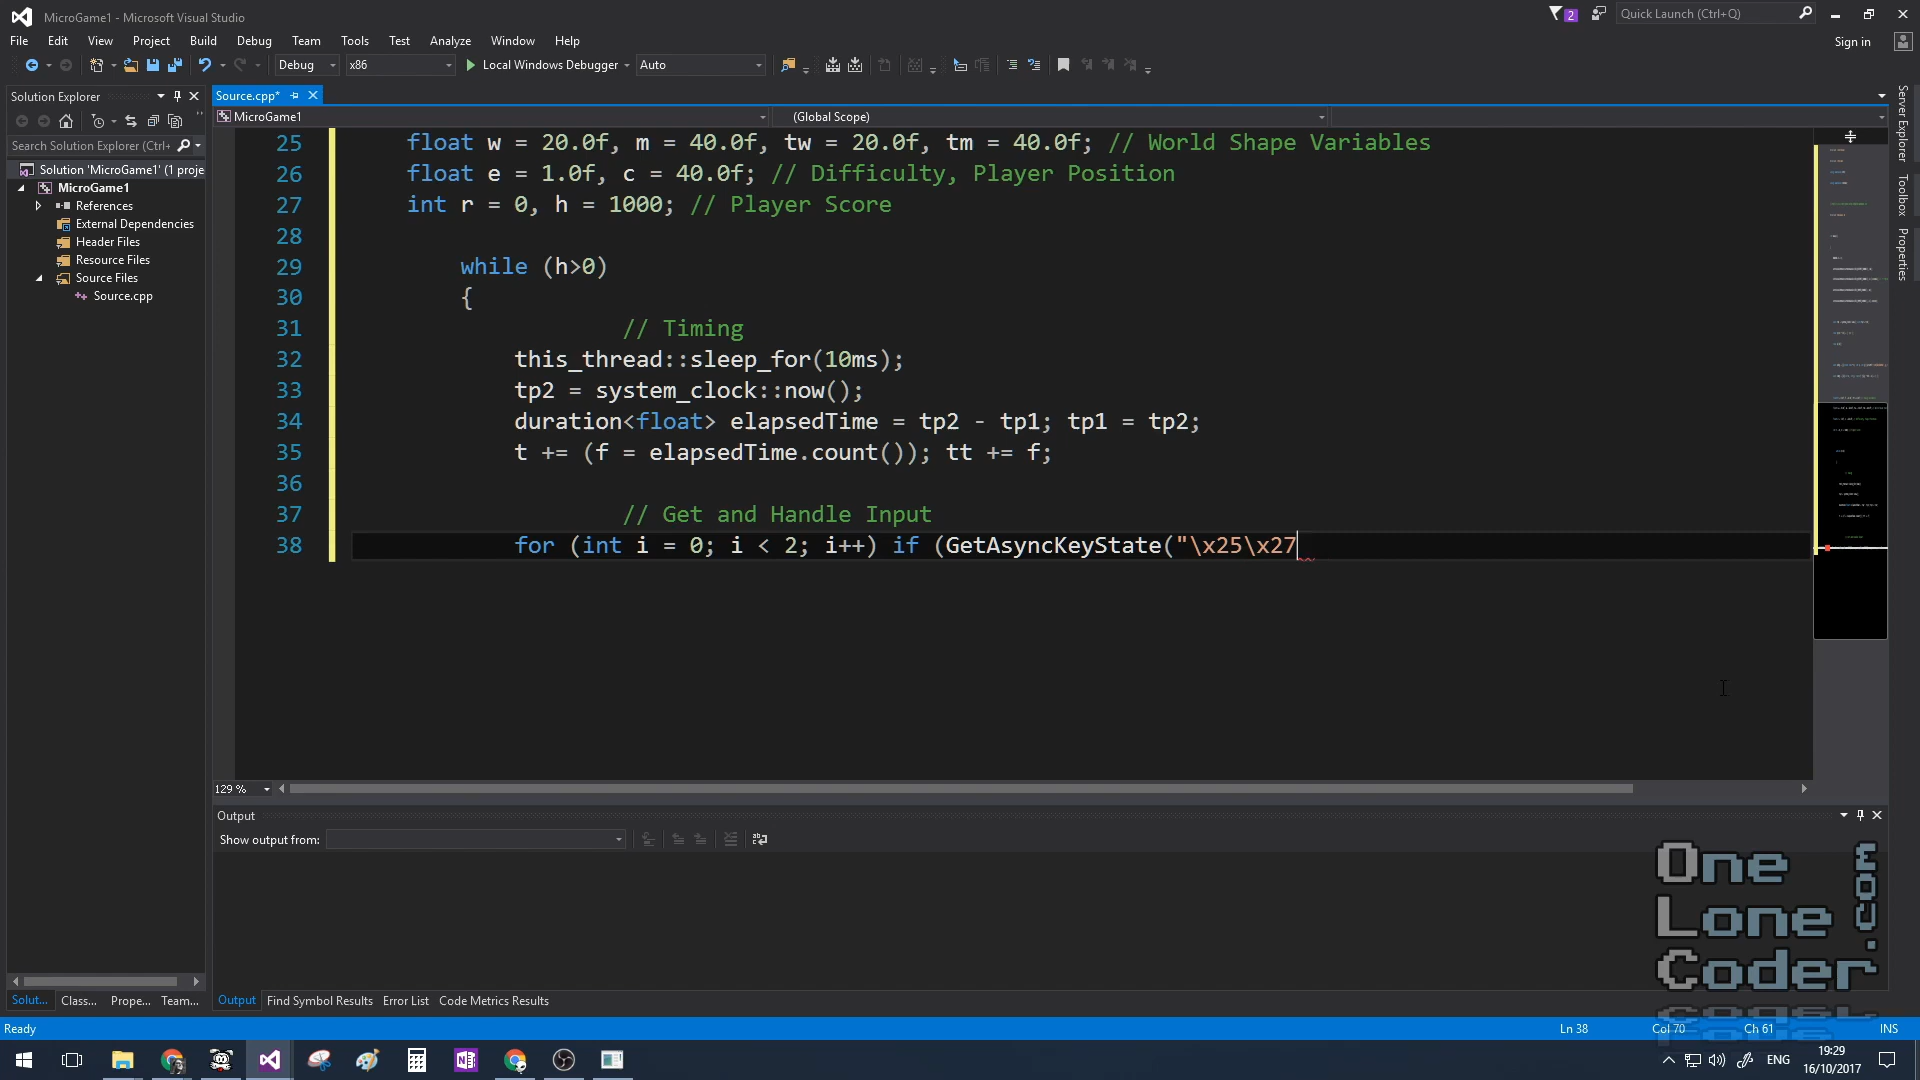 MicroGame1 - Microsoft Visual Studio
2
Quick Launch (Ctrl+Q)
File Edit View Project Build Debug Team Tools Test Analyze Window Help
Sign in
Debug x86 Local Windows Debugger Auto
Solution Explorer
Search Solution Explorer (Ctrl+
Solution 'MicroGame1' (1 proje
MicroGame1
References
External Dependencies
Header Files
Resource Files
Source Files
Source.cpp
Source.cpp*
MicroGame1
(Global Scope)
25 float w = 20.0f, m = 40.0f, tw = 20.0f, tm = 40.0f; // World Shape Variables
26 float e = 1.0f, c = 40.0f; // Difficulty, Player Position
27 int r = 0, h = 1000; // Player Score
28
29 while (h>0)
30 {
31 // Timing
32 this_thread::sleep_for(10ms);
33 tp2 = system_clock::now();
34 duration<float> elapsedTime = tp2 - tp1; tp1 = tp2;
35 t += (f = elapsedTime.count()); tt += f;
36
37 // Get and Handle Input
38 for (int i = 0; i < 2; i++) if (GetAsyncKeyState("\x25\x27
129 %
Server Explorer
Toolbox
Properties
Output
Show output from:
One
Lone
Coder
.com
Solut... Class... Prope... Team...
Output Find Symbol Results Error List Code Metrics Results
Ready
Ln 38 Col 70 Ch 61 INS
ENG
19:29
16/10/2017